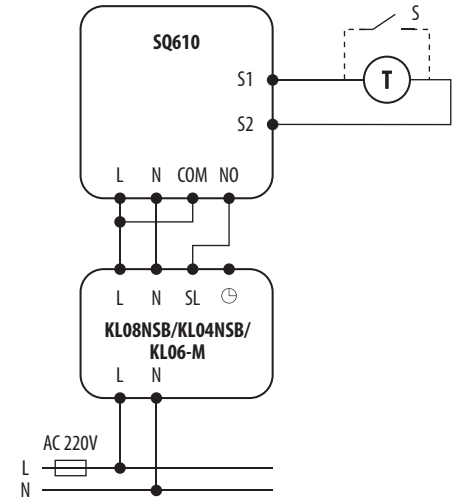 S
SQ610
S1
T
S2
L N COM NO
L N SL
KL08NSB/KL04NSB/
KL06-M
L N
AC 220V
L
N